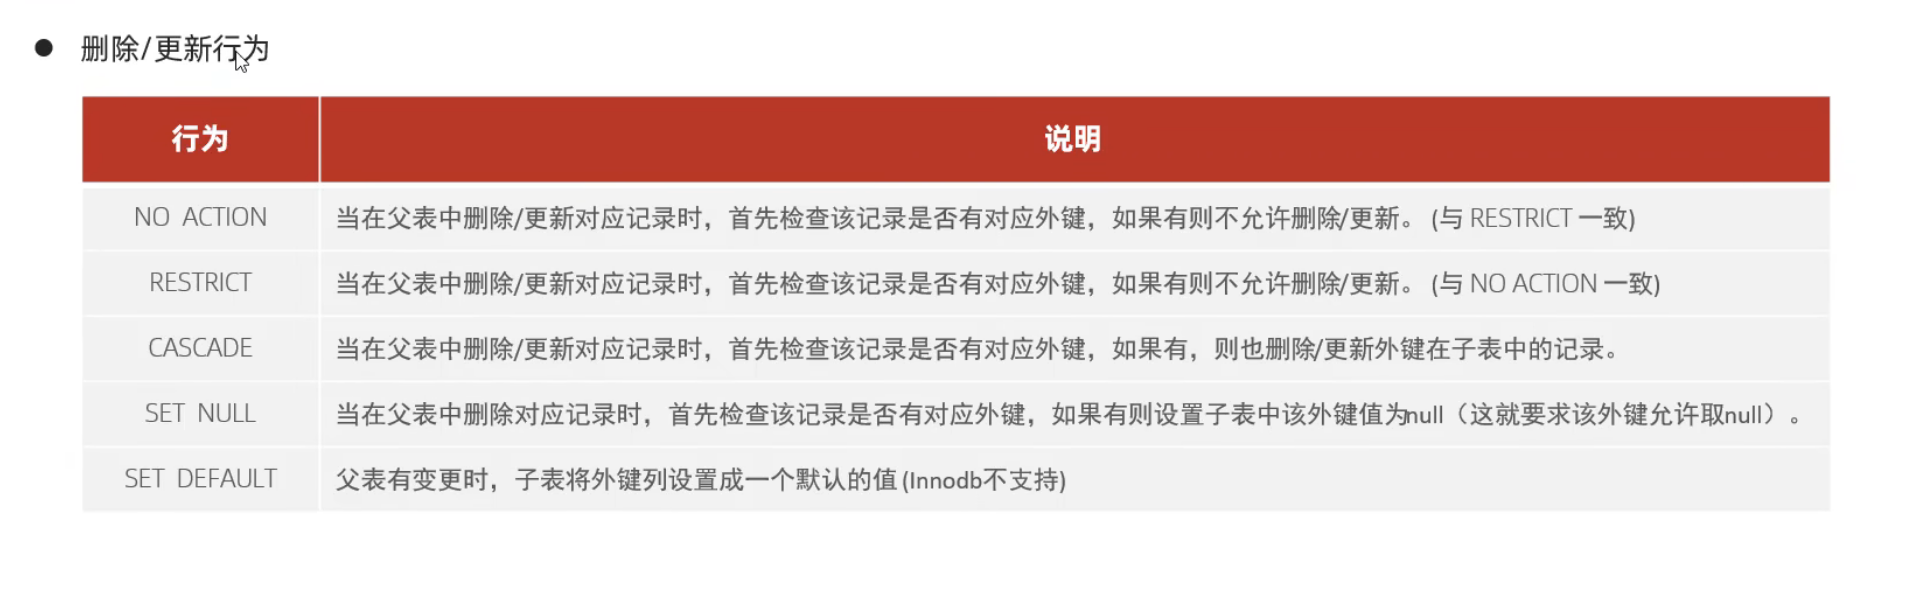 删除/更新行为
行为 说明
NO ACTION 当在父表中删除/更新对应记录时，首先检查该记录是否有对应外键，如果有则不允许删除/更新。 (与 RESTRICT 一致)
RESTRICT 当在父表中删除/更新对应记录时，首先检查该记录是否有对应外键，如果有则不允许删除/更新。 (与 NO ACTION 一致)
CASCADE 当在父表中删除/更新对应记录时，首先检查该记录是否有对应外键，如果有，则也删除/更新外键在子表中的记录。
SET NULL 当在父表中删除对应记录时，首先检查该记录是否有对应外键，如果有则设置子表中该外键值为null（这就要求该外键允许取null）。
SET DEFAULT 父表有变更时，子表将外键列设置成一个默认的值 (Innodb不支持)